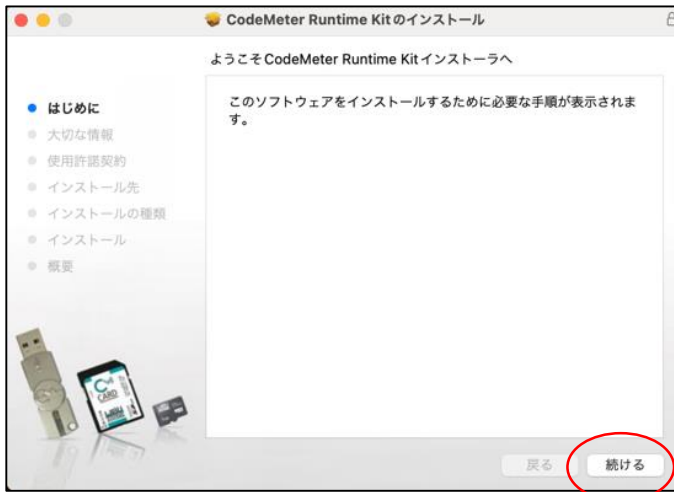 CodeMeter Runtime Kitのインストール
ようこそCodeMeter Runtime Kitインストーラへ
はじめに
大切な情報
使用許諾契約
インストール先
インストールの種類
インストール
概要
このソフトウェアをインストールするために必要な手順が表示されま
す。
CARD
戻る
続ける